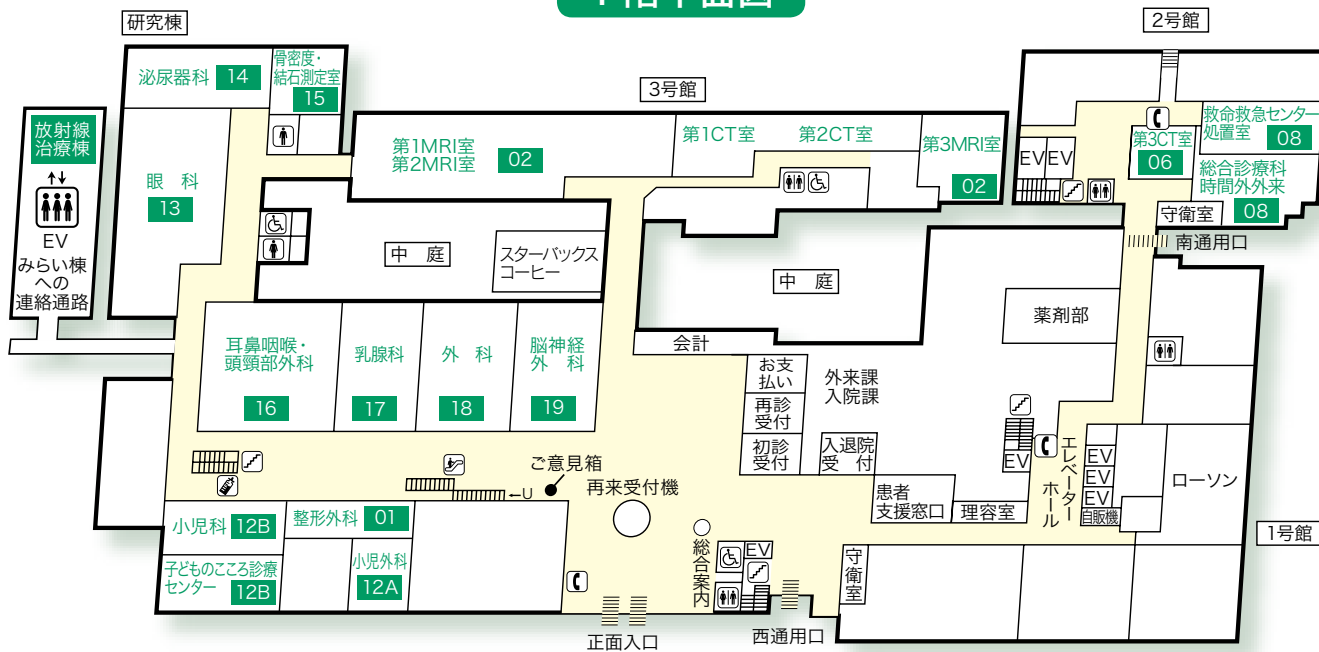 研究棟
2号館
3号館
泌尿器科 14
骨密度・
結石測定室
15
放射線
治療棟
↑↓
EV
みらい棟
への
連絡通路
眼 科
13
第1MRI室
第2MRI室
02
第1CT室
第2CT室
第3MRI室
02
EV EV
第3CT室
06
救命救急センター
処置室 08
総合診療科
時間外外来
08
守衛室
南通用口
中 庭
スターバックス
コーヒー
中 庭
薬剤部
耳鼻咽喉・
頭頸部外科
16
乳腺科
17
外 科
18
脳神経
外 科
19
会計
お支
払い
再診
受付
初診
受付
外来課
入院課
入退院
受 付
EV
エレベーター
ホール
EV
EV
EV
自販機
ローソン
患者
支援窓口
理容室
1号館
ご意見箱
←U
再来受付機
小児科 12B
整形外科 01
子どものこころ診療
センター 12B
小児外科
12A
総合案内
EV
守衛室
正面入口
西通用口